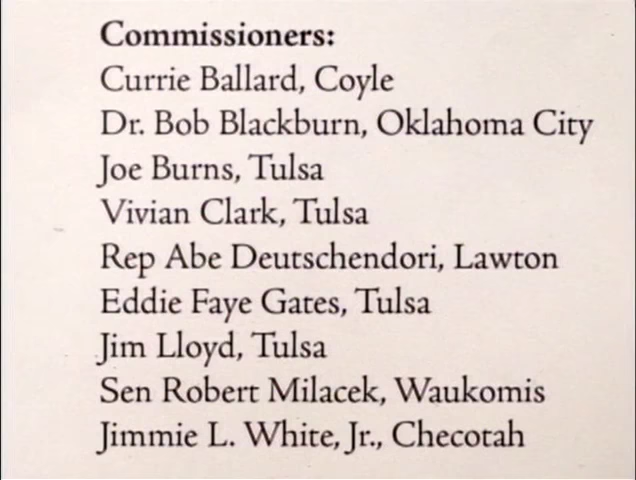 Commissioners:
Currie Ballard, Coyle
Dr. Bob Blackburn, Oklahoma City
Joe Burns, Tulsa
Vivian Clark, Tulsa
Rep Abe Deutschendori, Lawton
Eddie Faye Gates, Tulsa
Jim Lloyd, Tulsa
Sen Robert Milacek, Waukomis
Jimmie L. White, Jr., Checotah